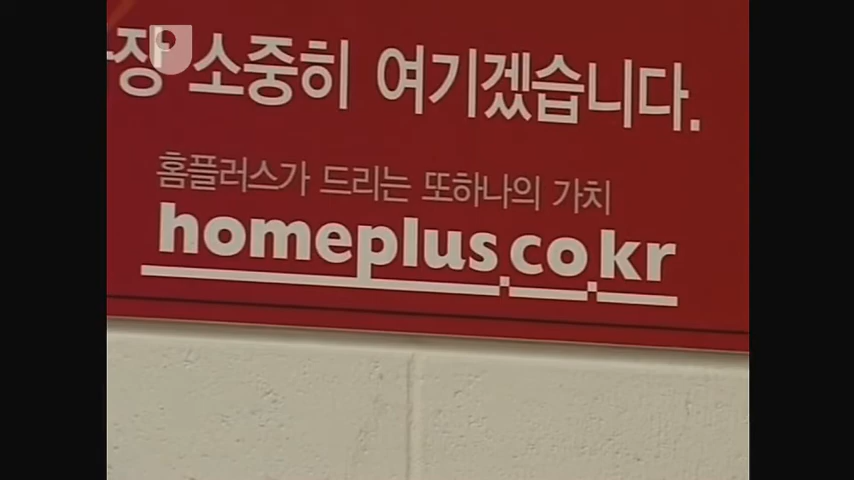 장 소중히 여기겠습니다.
홈플러스가 드리는 또하나의 가치
homeplus.co.kr